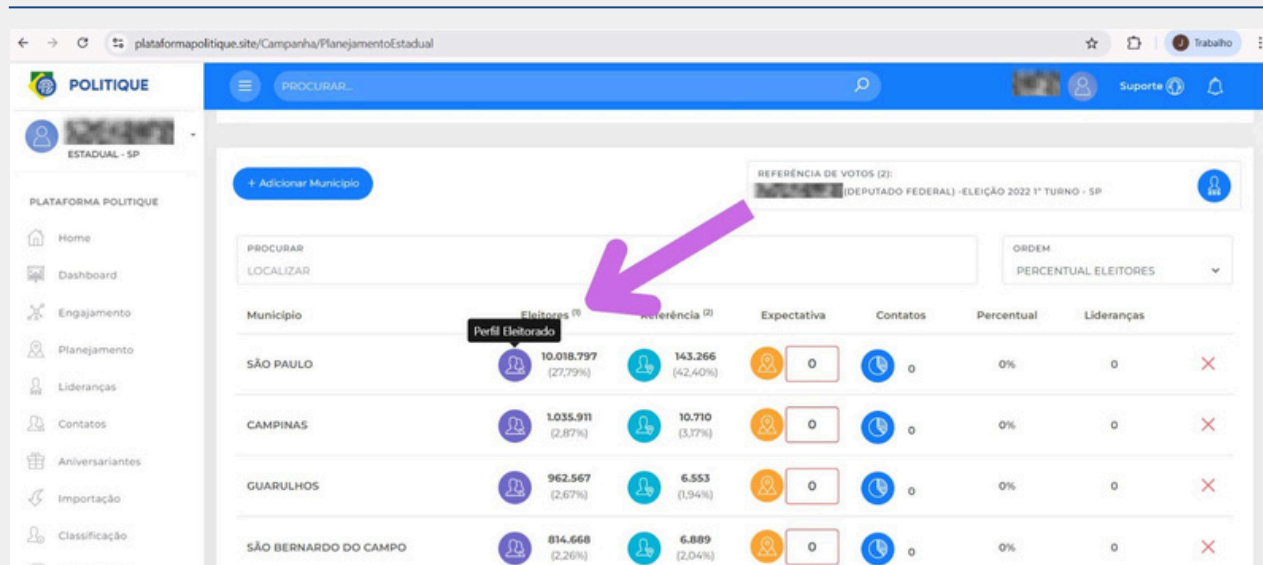 plataformapolitique.site/Campanha/PlanejamentoEstadual
J Trabalho
POLITIQUE
PROCURAR...
Suporte
ESTADUAL - SP
+ Adicionar Município
REFERÊNCIA DE VOTOS (2):
(DEPUTADO FEDERAL) -ELEIÇÃO 2022 1º TURNO - SP
PLATAFORMA POLITIQUE
Home
Dashboard
Engajamento
Planejamento
Lideranças
Contatos
Aniversariantes
Importação
Classificação
PROCURAR
LOCALIZAR
ORDEM
PERCENTUAL ELEITORES
Município Eleitores (1) Referência (2) Expectativa Contatos Percentual Lideranças
Perfil Eleitorado
SÃO PAULO 10.018.797 143.266 0 0 0% 0
(27,79%) (42,40%)
CAMPINAS 1.035.911 10.710 0 0 0% 0
(2,87%) (3,17%)
GUARULHOS 962.567 6.553 0 0 0% 0
(2,67%) (1,94%)
SÃO BERNARDO DO CAMPO 814.668 6.889 0 0 0% 0
(2,26%) (2,04%)